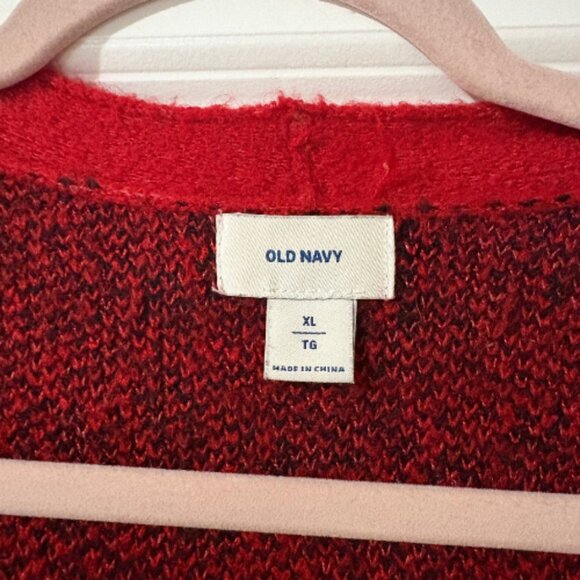 OLD NAVY
XL
TG
MADE IN CHINA